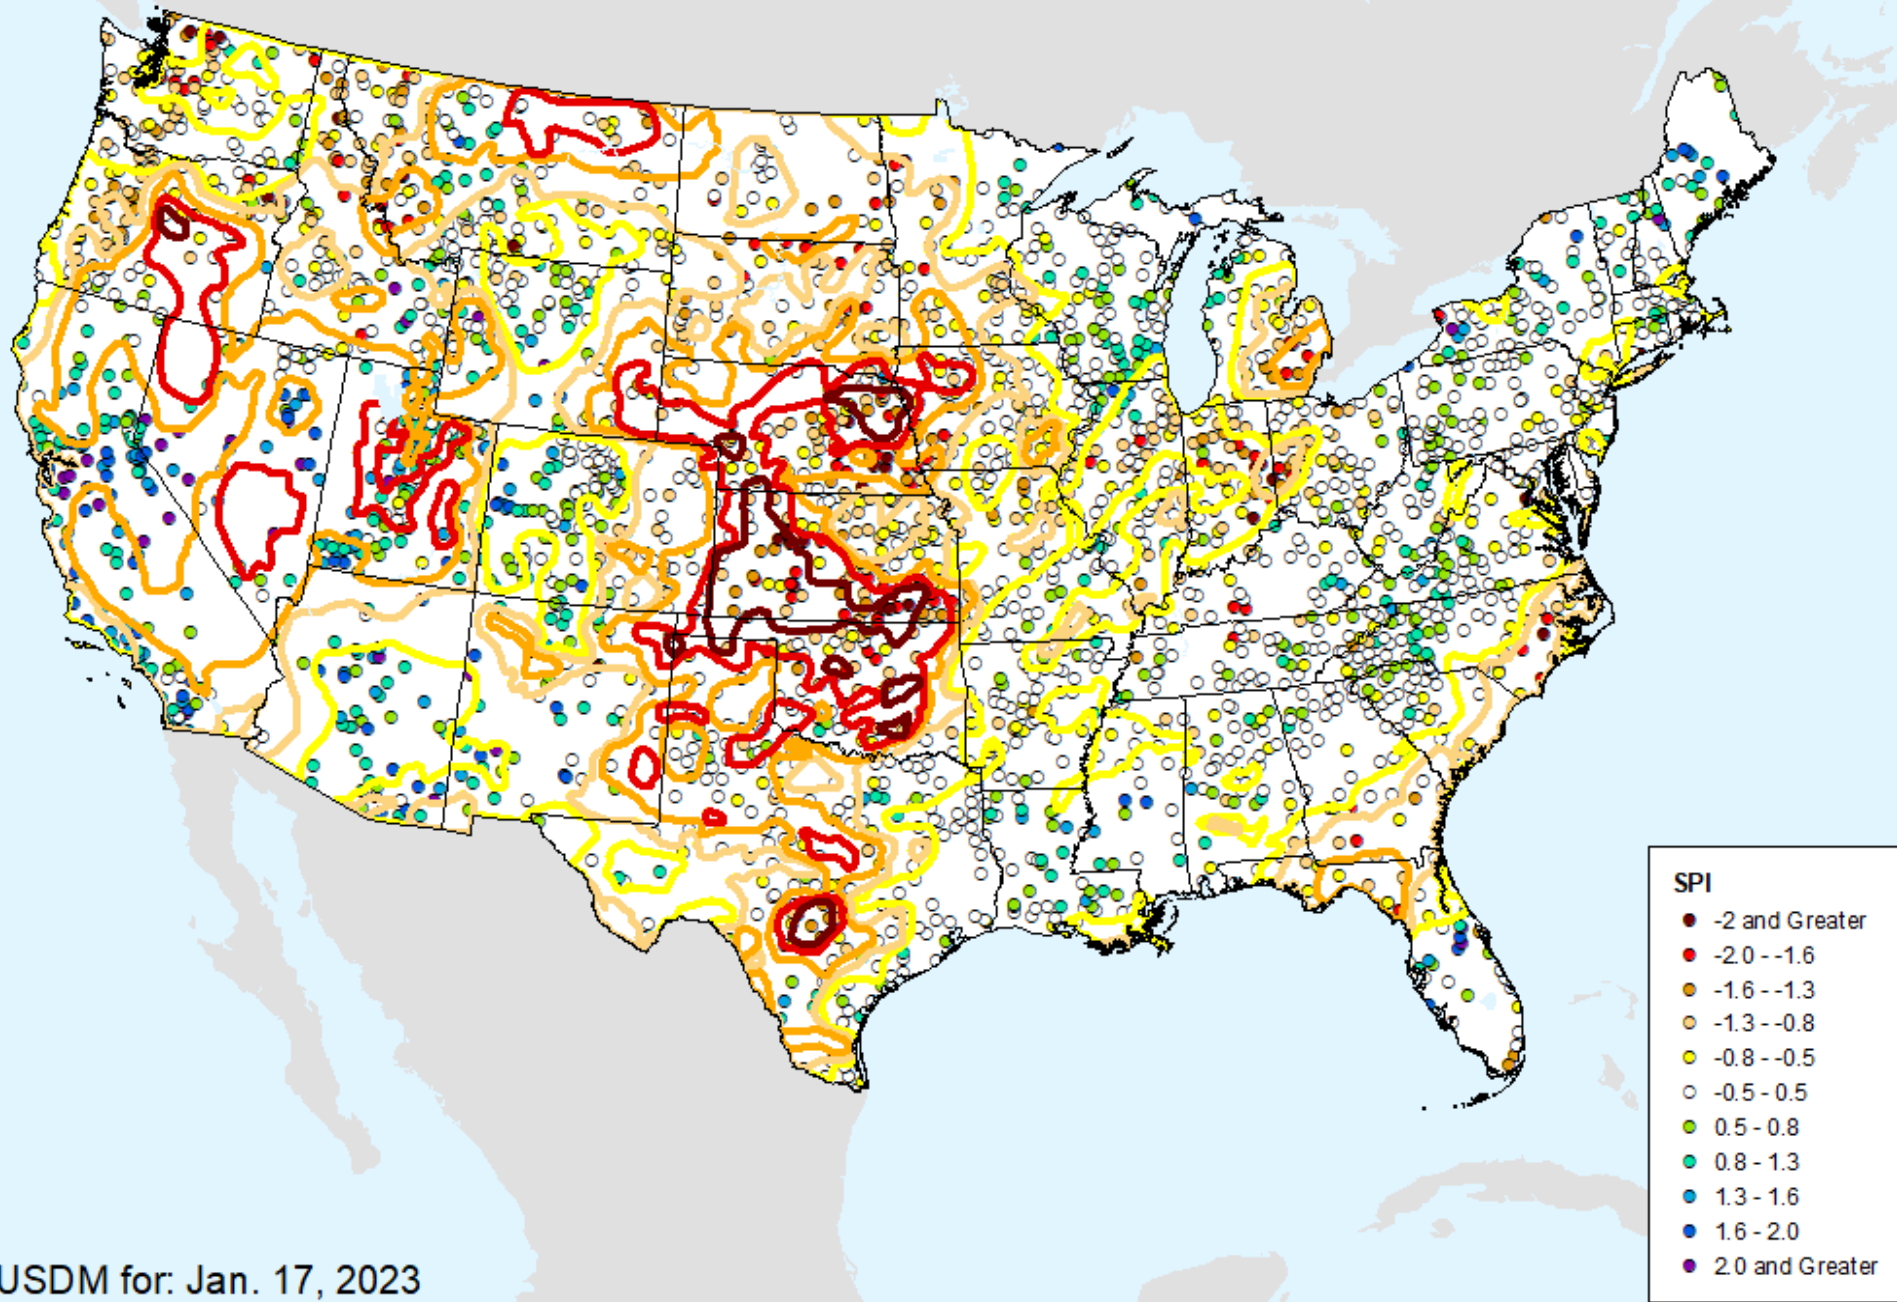 SPI
-2 and Greater
-2.0 - -1.6
-1.6 - -1.3
-1.3 - -0.8
-0.8 - -0.5
-0.5 - 0.5
0.5 - 0.8
0.8 - 1.3
1.3 - 1.6
1.6 - 2.0
2.0 and Greater
USDM for: Jan. 17, 2023